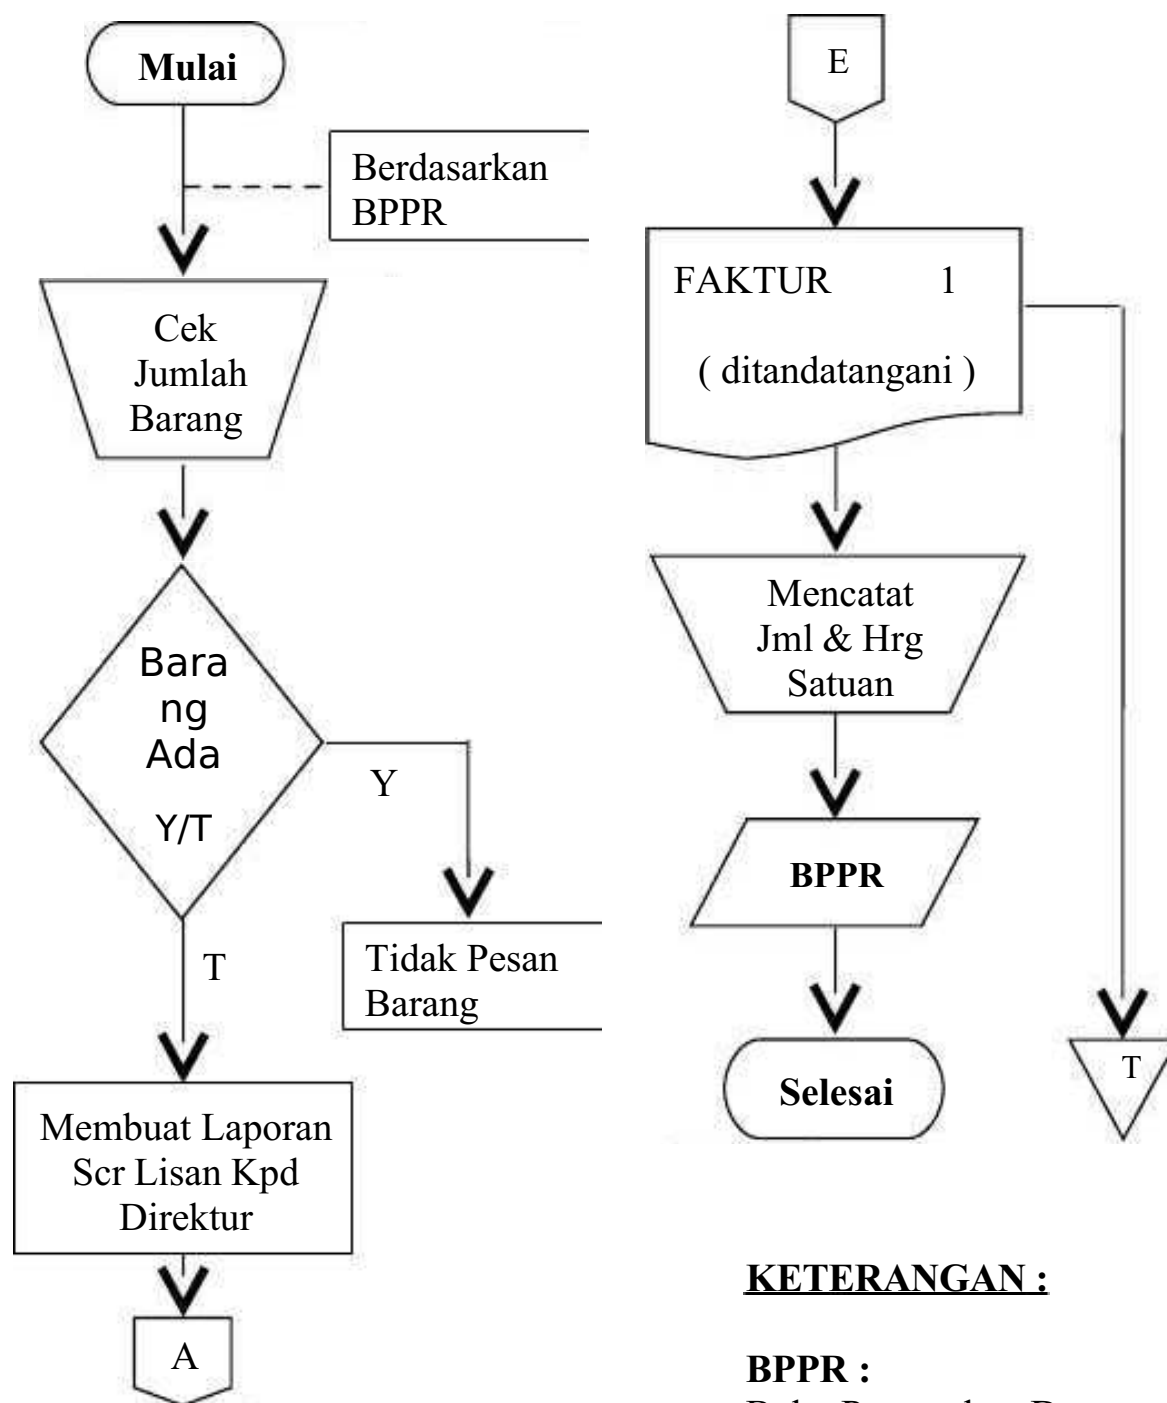 Mulai
Berdasarkan
BPPR
Cek
Jumlah
Barang
Bara
ng
Ada
Y/T
Y
T
Tidak Pesan
Barang
Membuat Laporan
Scr Lisan Kpd
Direktur
A
E
FAKTUR 1
( ditandatangani )
Mencatat
Jml & Hrg
Satuan
BPPR
Selesai
T
KETERANGAN :
BPPR :